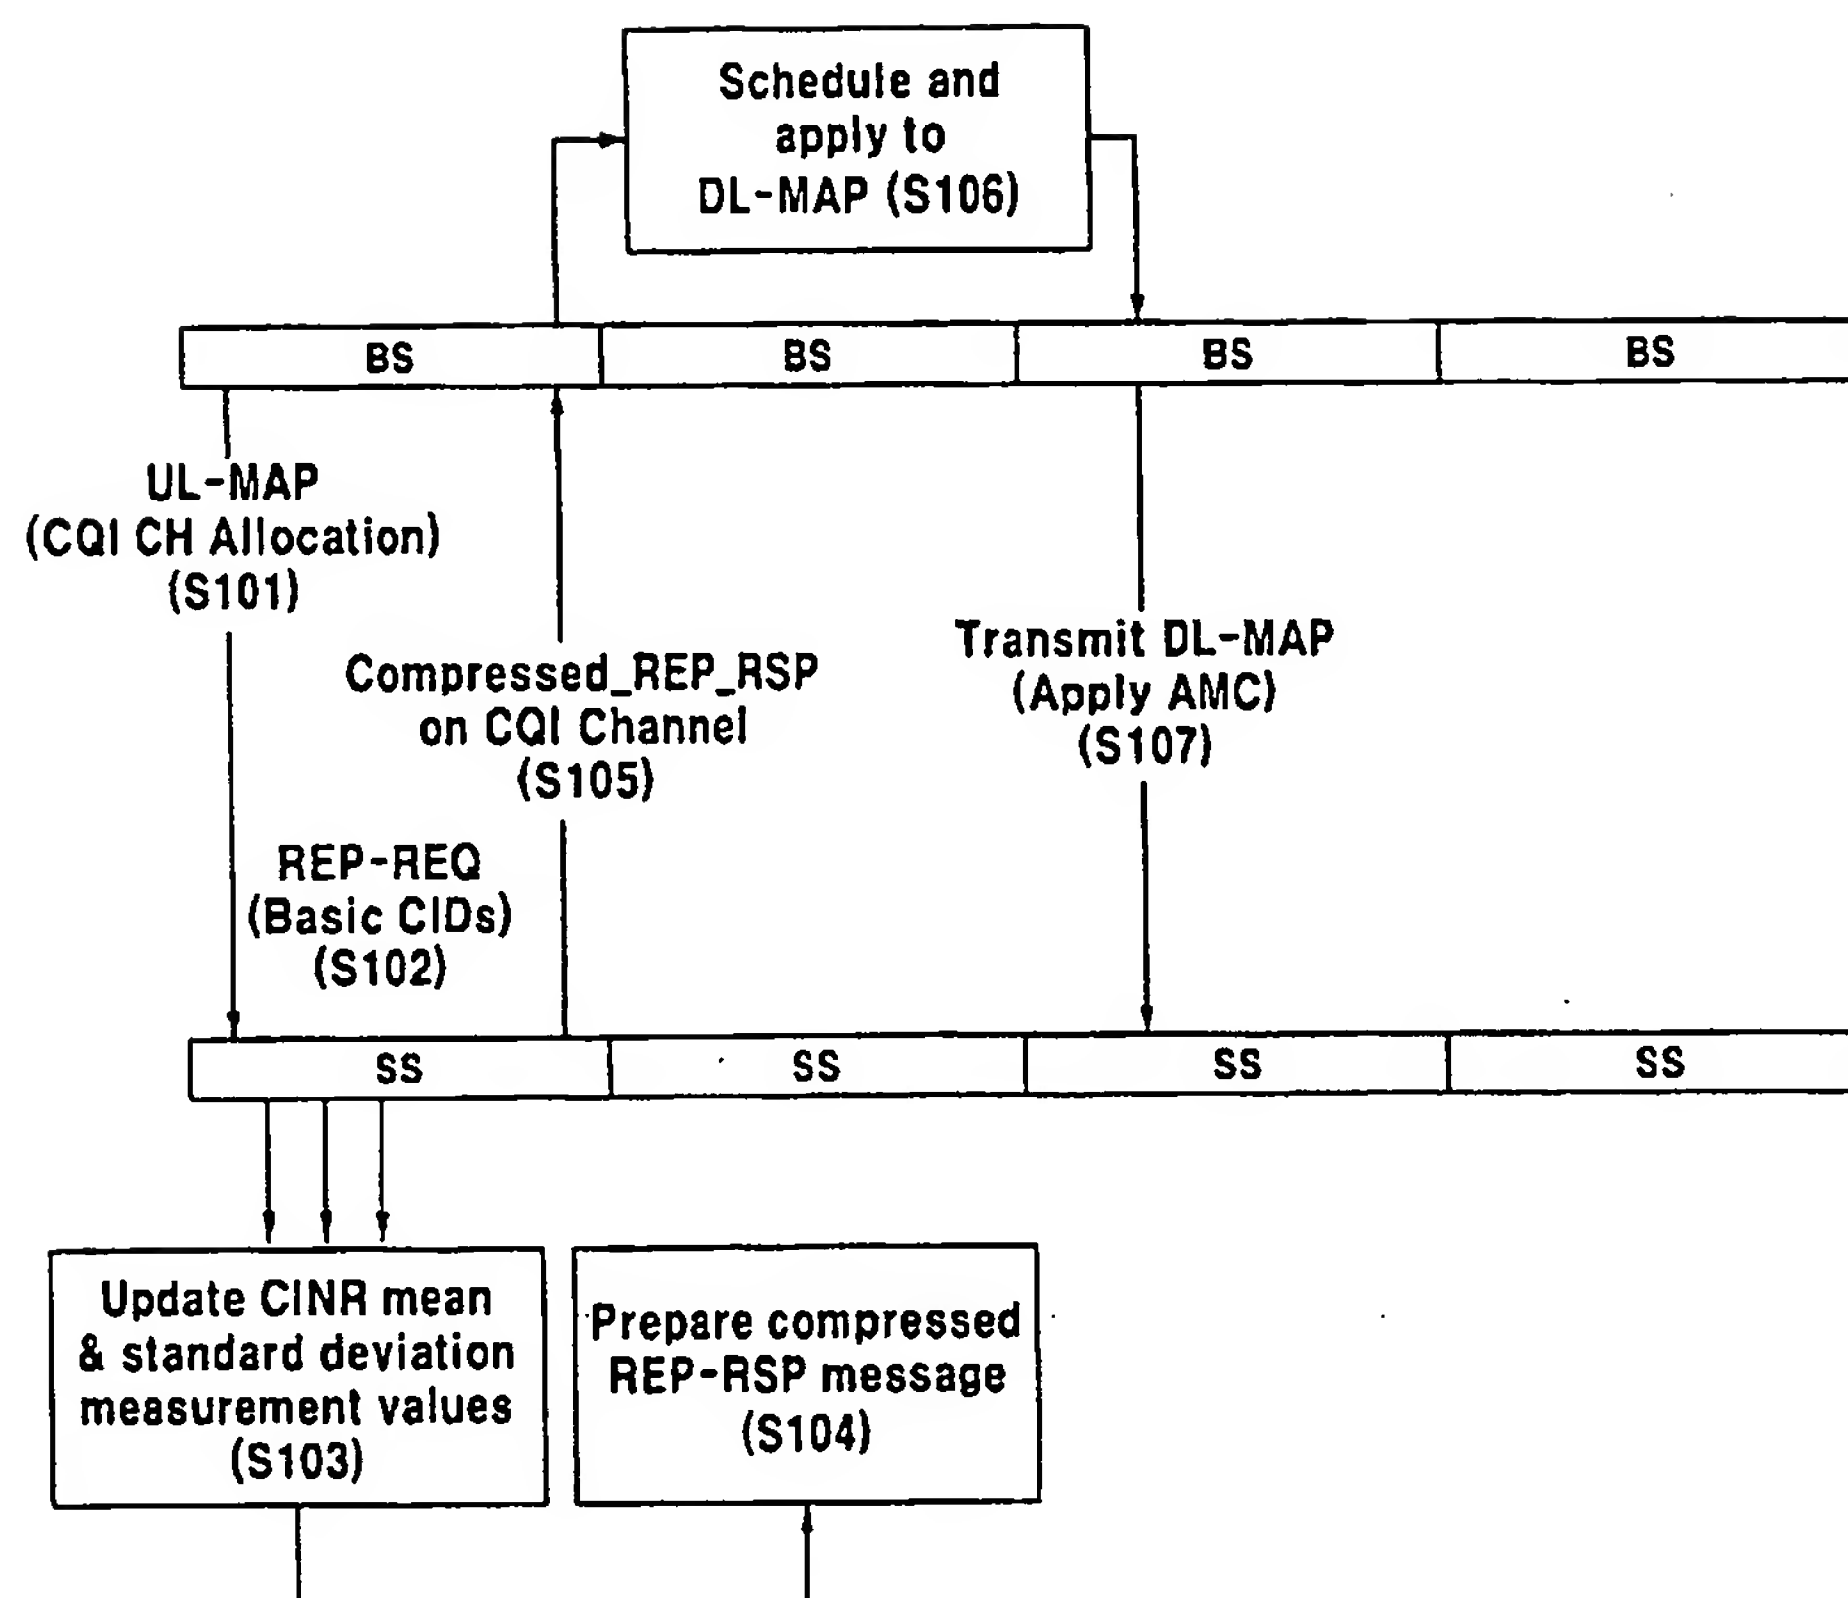 Schedule and
apply to
DL-MAP (S106)
BS
BS
BS
BS
UL-MAP
(CQI CH Allocation)
(S101)
Compressed_REP_RSP
on CQI Channel
(S105)
Transmit DL-MAP
(Apply AMC)
(S107)
REP-REQ
(Basic CIDs)
(S102)
SS
SS
SS
SS
Update CINR mean
& standard deviation
measurement values
(S103)
Prepare compressed
REP-RSP message
(S104)